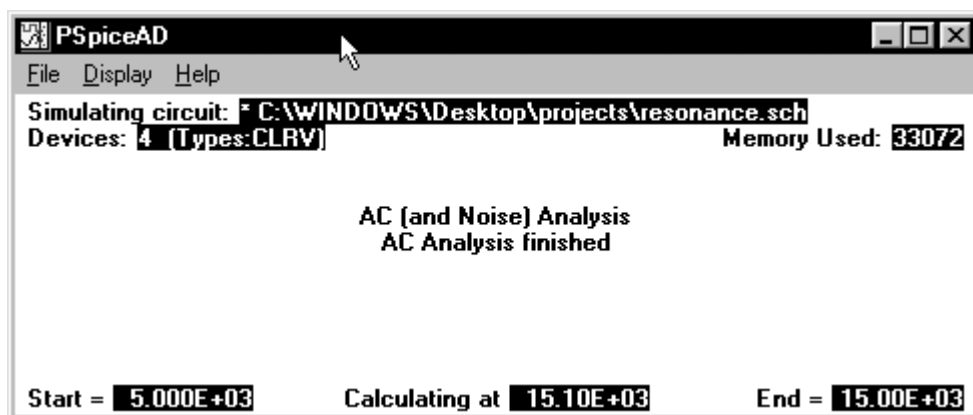 PSpiceAD
File Display Help
Simulating circuit: * C:\WINDOWS\Desktop\projects\resonance.sch
Devices: 4 (Types:CLRV) Memory Used: 33072
AC (and Noise) Analysis
AC Analysis finished
Start = 5.000E+03 Calculating at 15.10E+03 End = 15.00E+03